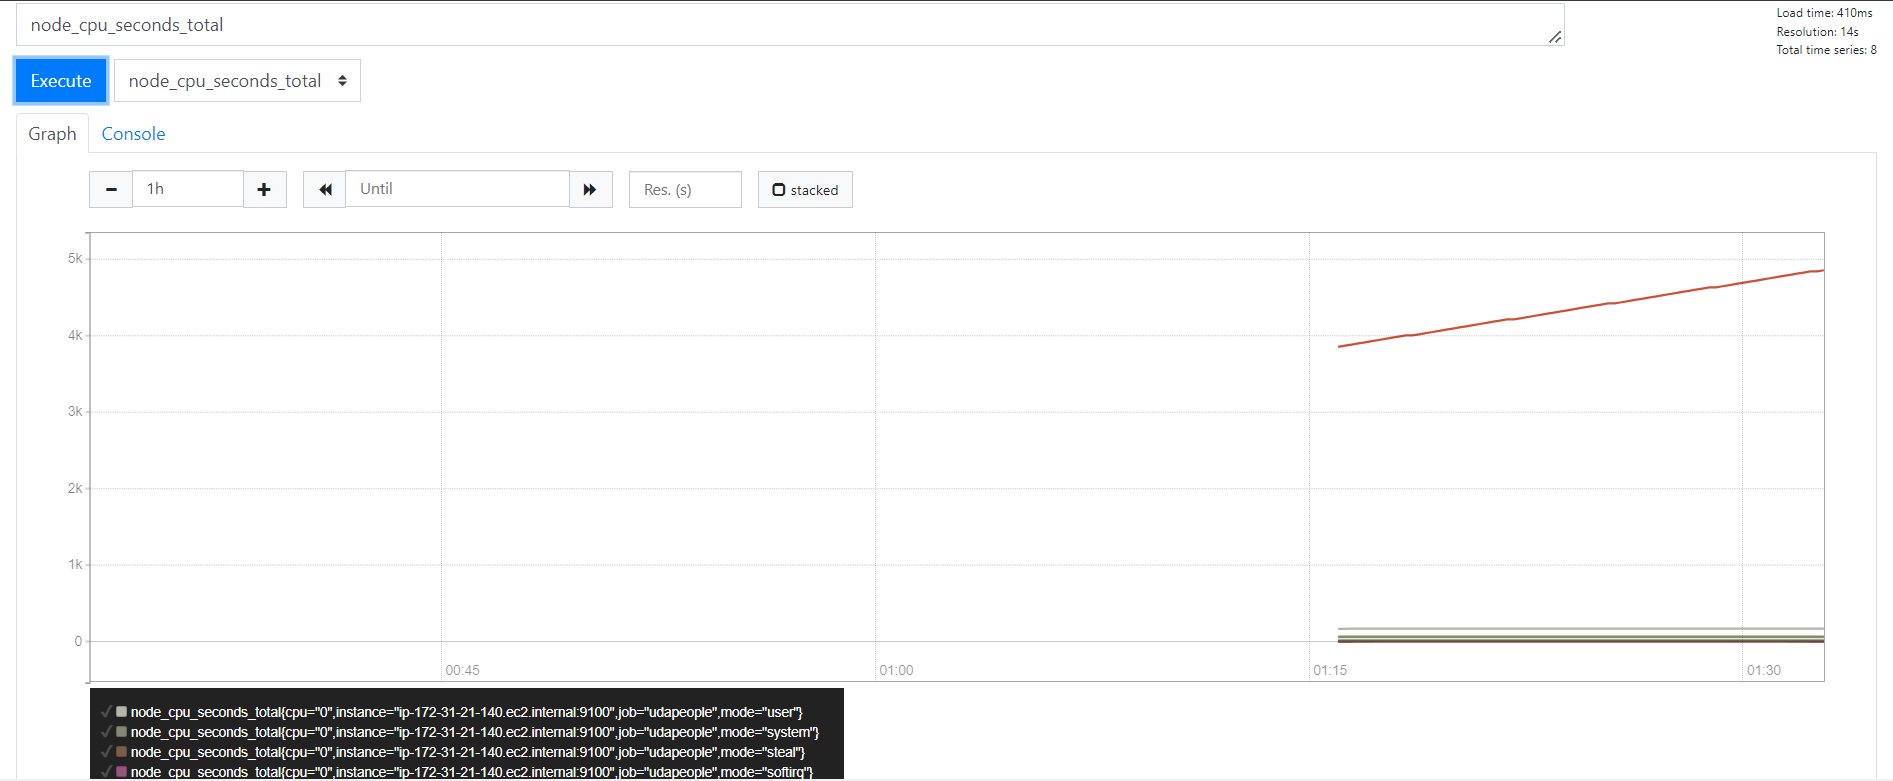 node_cpu_seconds_total
Load time: 410ms
Resolution: 14s
Total time series: 8
Execute node_cpu_seconds_total
Graph Console
1h Until Res. (s) stacked
5k
4k
3k
2k
1k
0
00:45 01:00 01:15 01:30
node_cpu_seconds_total{cpu="0",instance="ip-172-31-21-140.ec2.internal:9100",job="udapeople",mode="user"}
node_cpu_seconds_total{cpu="0",instance="ip-172-31-21-140.ec2.internal:9100",job="udapeople",mode="system"}
node_cpu_seconds_total{cpu="0",instance="ip-172-31-21-140.ec2.internal:9100",job="udapeople",mode="steal"}
node_cpu_seconds_total{cpu="0",instance="ip-172-31-21-140.ec2.internal:9100",job="udapeople",mode="softirq"}